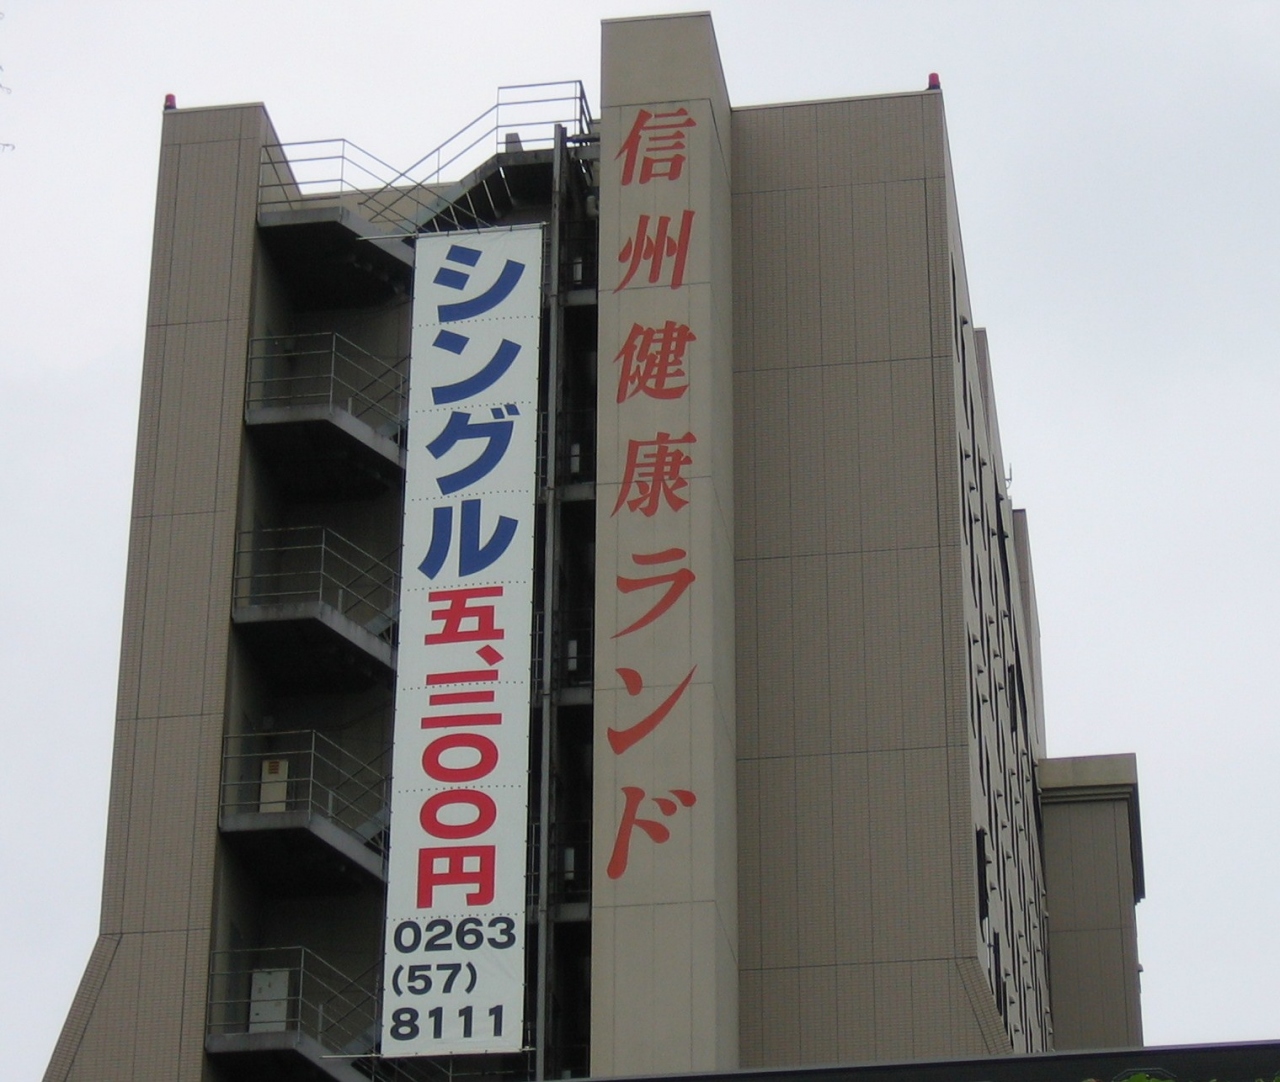 信州健康ランド
シングル五、三〇〇円
0263
(57)
8111